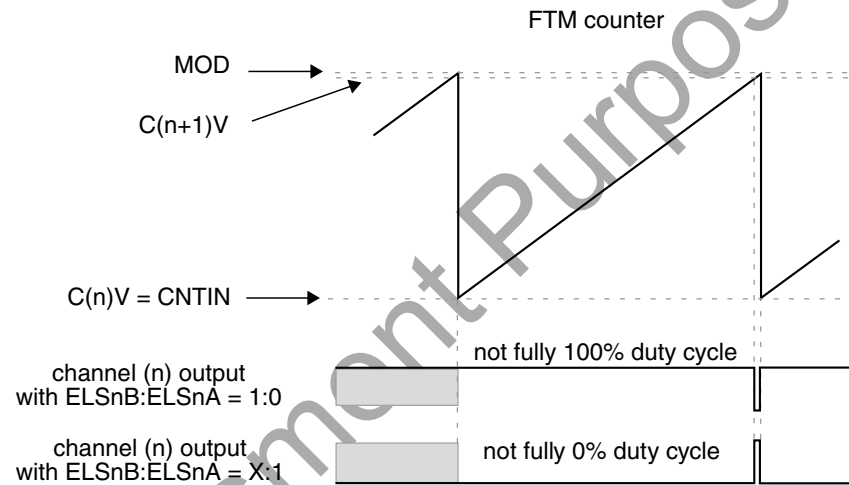 FTM counter
MOD
C(n+1)V
C(n)V = CNTIN
not fully 100% duty cycle
channel (n) output
with ELSnB:ELSnA = 1:0
channel (n) output
with ELSnB:ELSnA = X:1
not fully 0% duty cycle